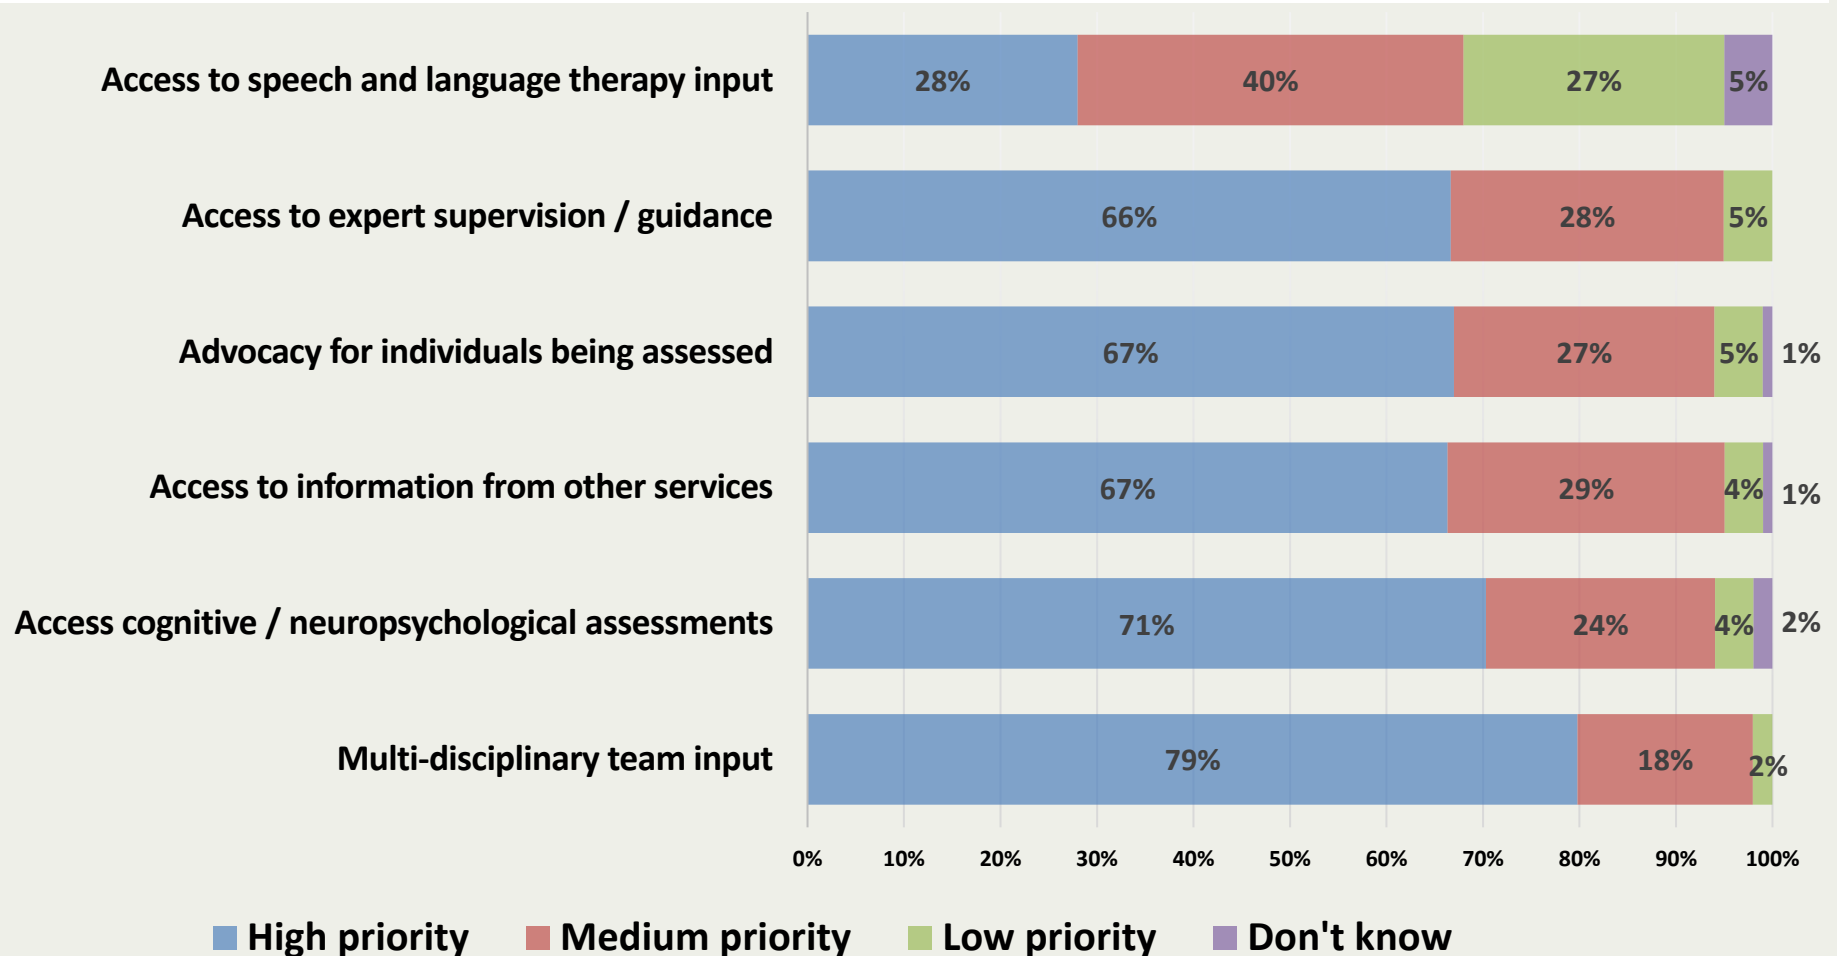 Access to speech and language therapy input 28% 40% 27% 5%
Access to expert supervision / guidance 66% 28% 5%
Advocacy for individuals being assessed 67% 27% 5% 1%
Access to information from other services 67% 29% 4% 1%
Access cognitive / neuropsychological assessments 71% 24% 4% 2%
Multi-disciplinary team input 79% 18% 2%
0% 10% 20% 30% 40% 50% 60% 70% 80% 90% 100%
High priority Medium priority Low priority Don't know